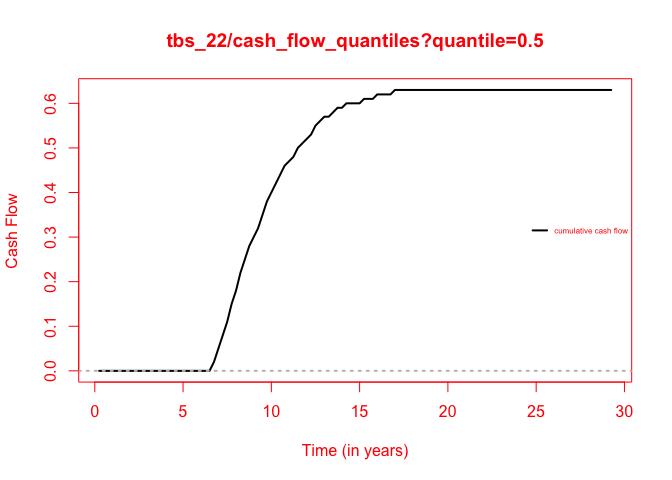 tbs_22/cash_flow_quantiles?quantile=0.5
Cash Flow
0.6
0.5
0.4
0.3
0.2
0.1
0.0
cumulative cash flow
0 5 10 15 20 25 30
Time (in years)